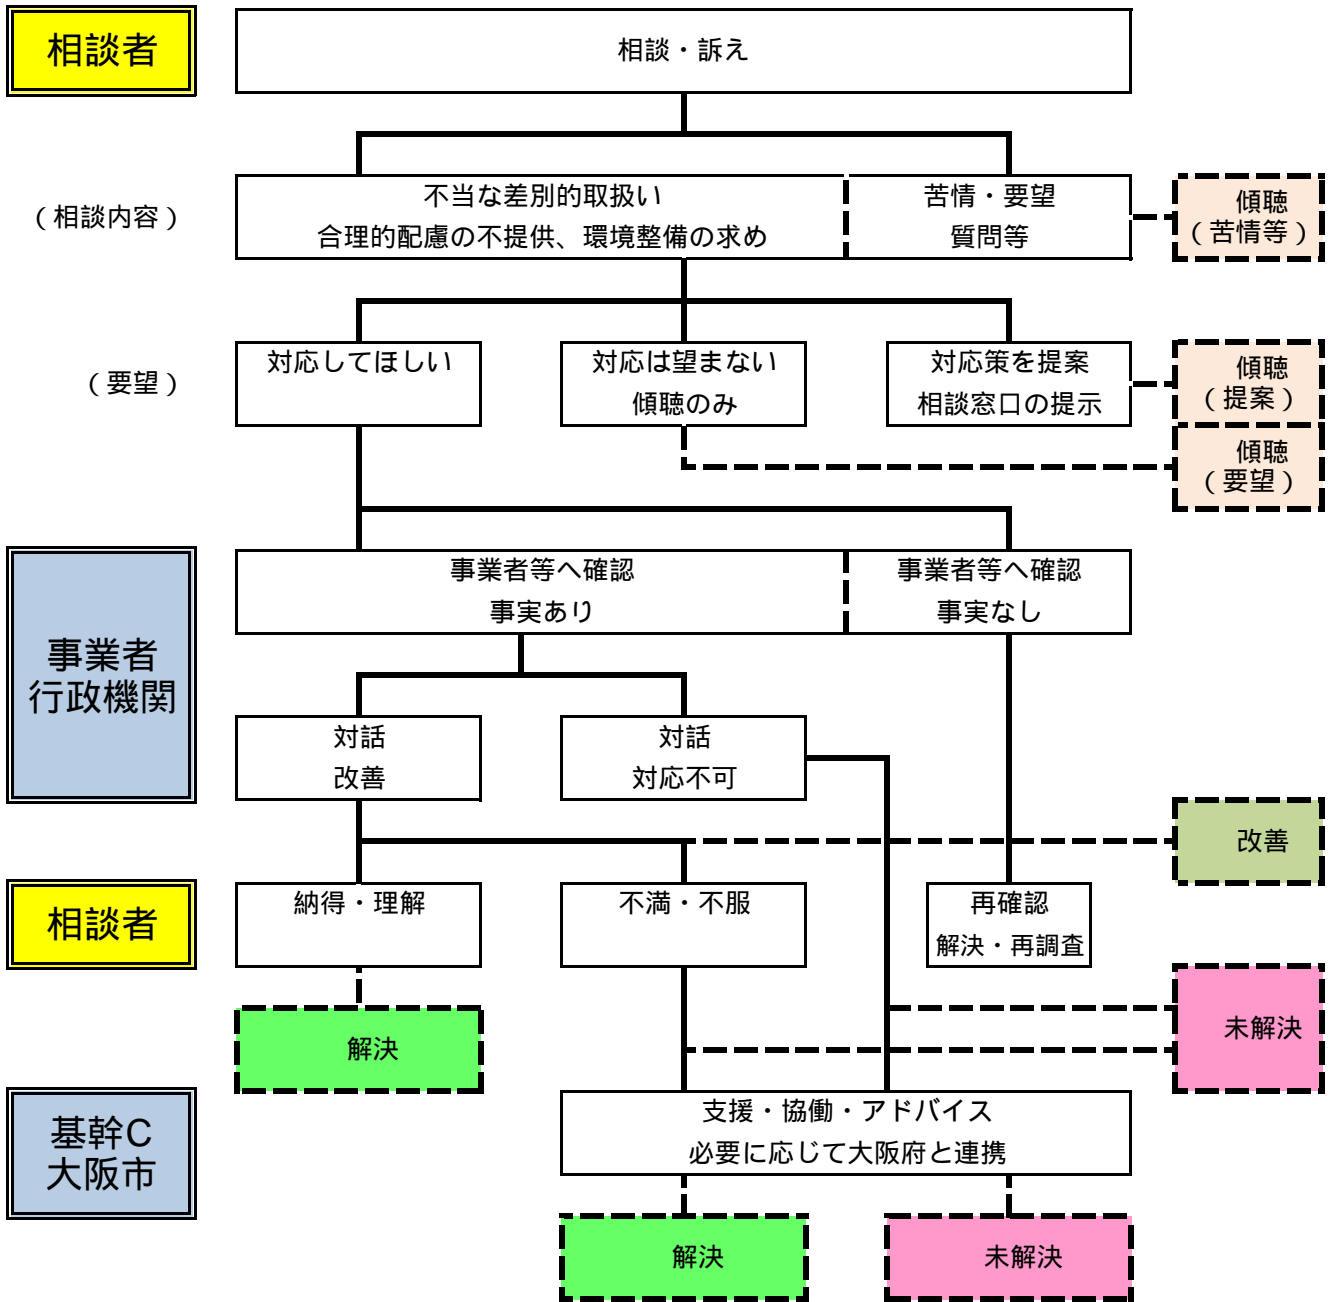 相談者
相談・訴え
（相談内容）
不当な差別的取扱い
合理的配慮の不提供、環境整備の求め
苦情・要望
質問等
傾聴
（苦情等）
（要望）
対応してほしい
対応は望まない
傾聴のみ
対応策を提案
相談窓口の提示
傾聴
（提案）
傾聴
（要望）
事業者
行政機関
事業者等へ確認
事実あり
事業者等へ確認
事実なし
対話
改善
対話
対応不可
改善
相談者
納得・理解
不満・不服
再確認
解決・再調査
解決
未解決
基幹C
大阪市
支援・協働・アドバイス
必要に応じて大阪府と連携
解決
未解決